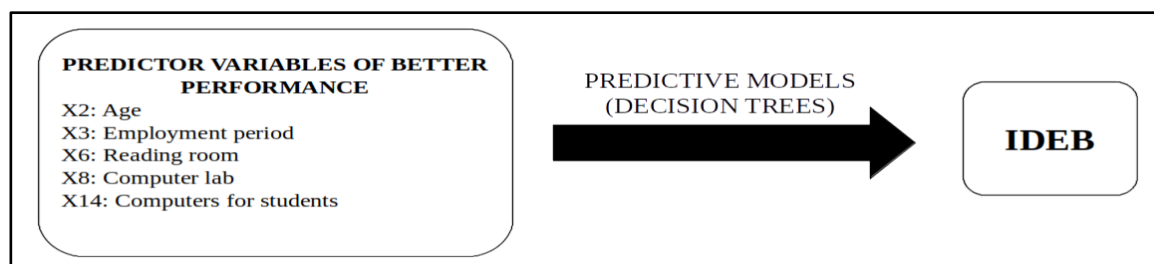 PREDICTOR VARIABLES OF BETTER
PERFORMANCE
X2: Age
X3: Employment period
X6: Reading room
X8: Computer lab
X14: Computers for students
PREDICTIVE MODELS
(DECISION TREES)
IDEB